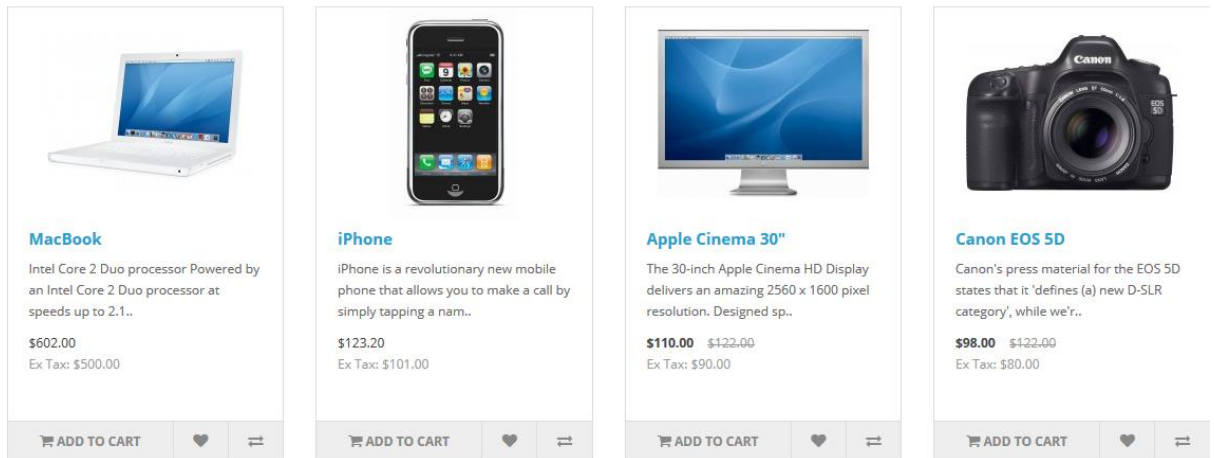 MacBook
Intel Core 2 Duo processor Powered by
an Intel Core 2 Duo processor at
speeds up to 2.1..
$602.00
Ex Tax: $500.00
ADD TO CART
iPhone
iPhone is a revolutionary new mobile
phone that allows you to make a call by
simply tapping a nam..
$123.20
Ex Tax: $101.00
ADD TO CART
Apple Cinema 30"
The 30-inch Apple Cinema HD Display
delivers an amazing 2560 x 1600 pixel
resolution. Designed sp..
$110.00 $122.00
Ex Tax: $90.00
ADD TO CART
Canon
EOS
5D
Canon EOS 5D
Canon's press material for the EOS 5D
states that it 'defines (a) new D-SLR
category', while we'r..
$98.00 $122.00
Ex Tax: $80.00
ADD TO CART